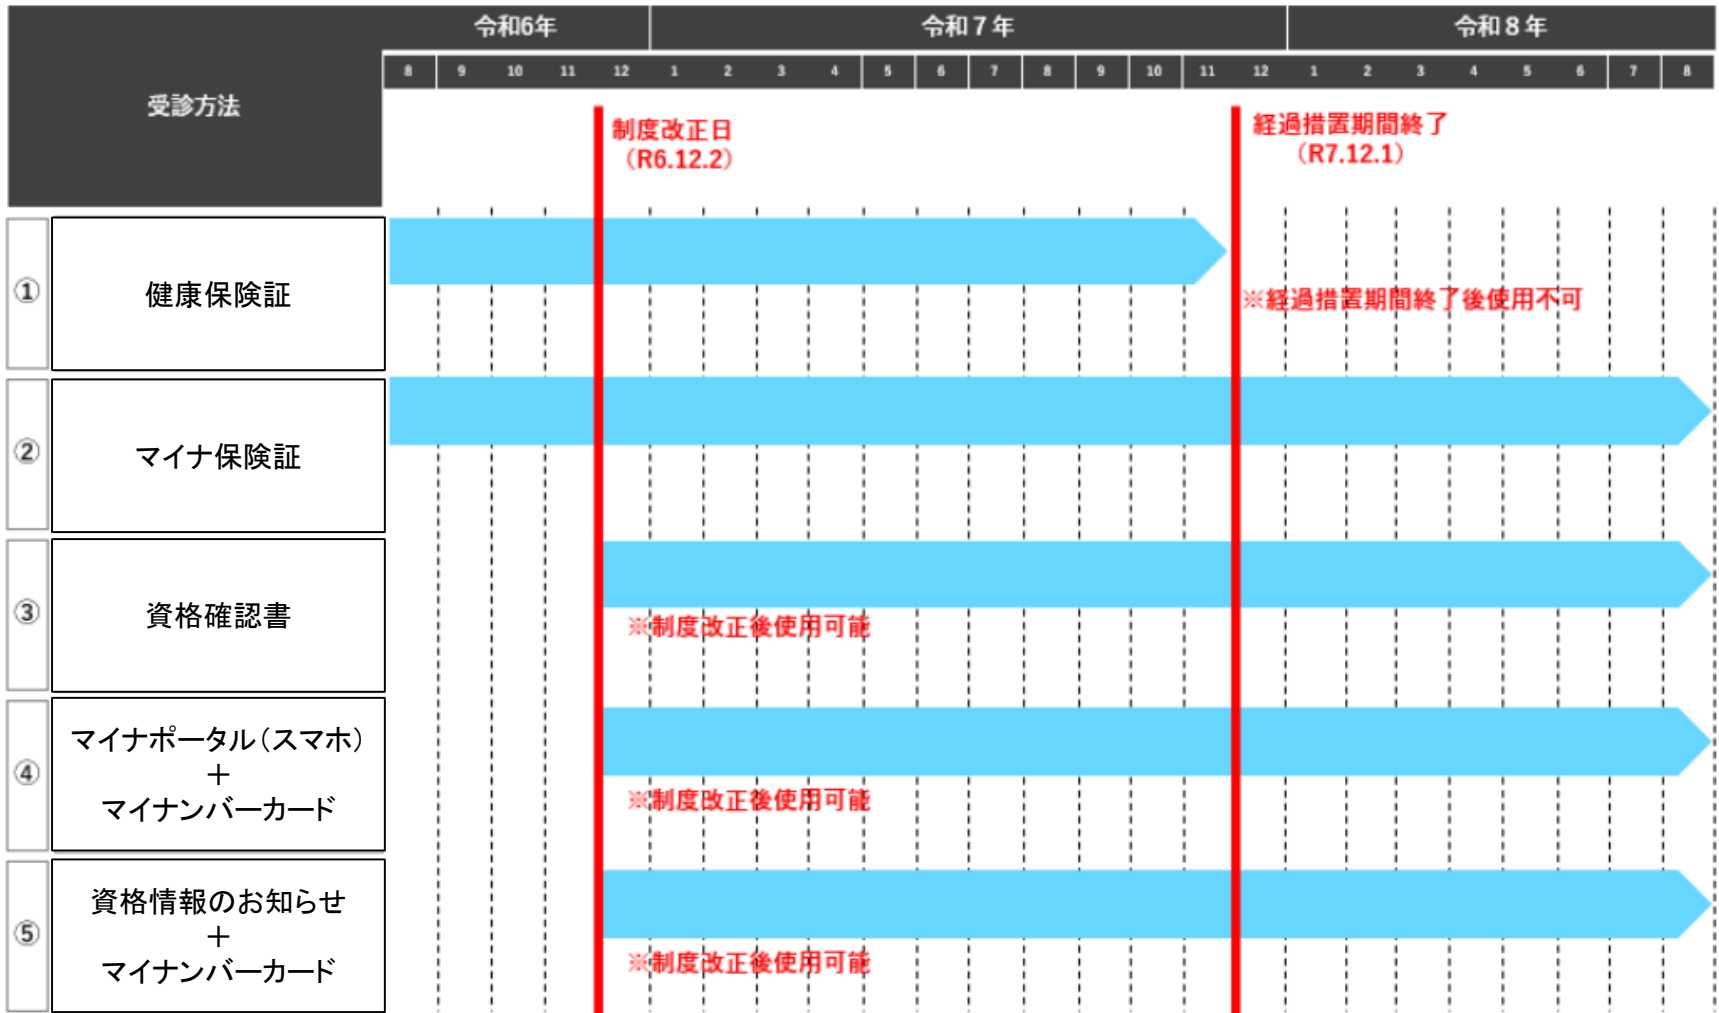 受診方法
令和6年
令和7年
令和8年
8 9 10 11 12 1 2 3 4 5 6 7 8 9 10 11 12 1 2 3 4 5 6 7 8
制度改正日
（R6.12.2）
経過措置期間終了
（R7.12.1）
①
健康保険証
※経過措置期間終了後使用不可
②
マイナ保険証
③
資格確認書
※制度改正後使用可能
④
マイナポータル（スマホ）
＋
マイナンバーカード
※制度改正後使用可能
⑤
資格情報のお知らせ
＋
マイナンバーカード
※制度改正後使用可能